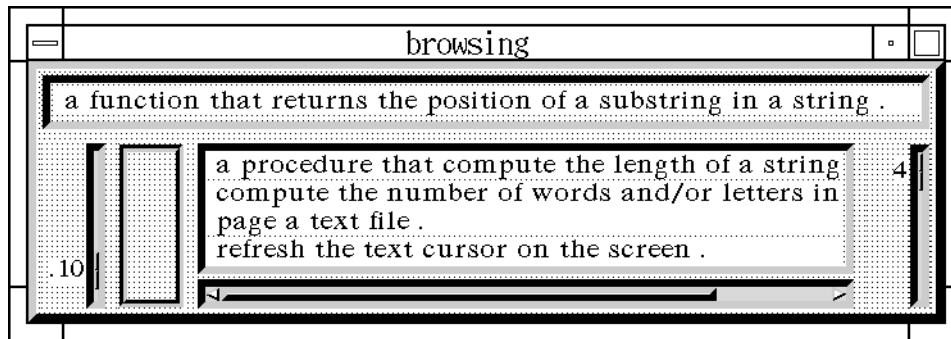 browsing
a function that returns the position of a substring in a string .
a procedure that compute the length of a string
4
compute the number of words and/or letters in
page a text file .
refresh the text cursor on the screen .
.10